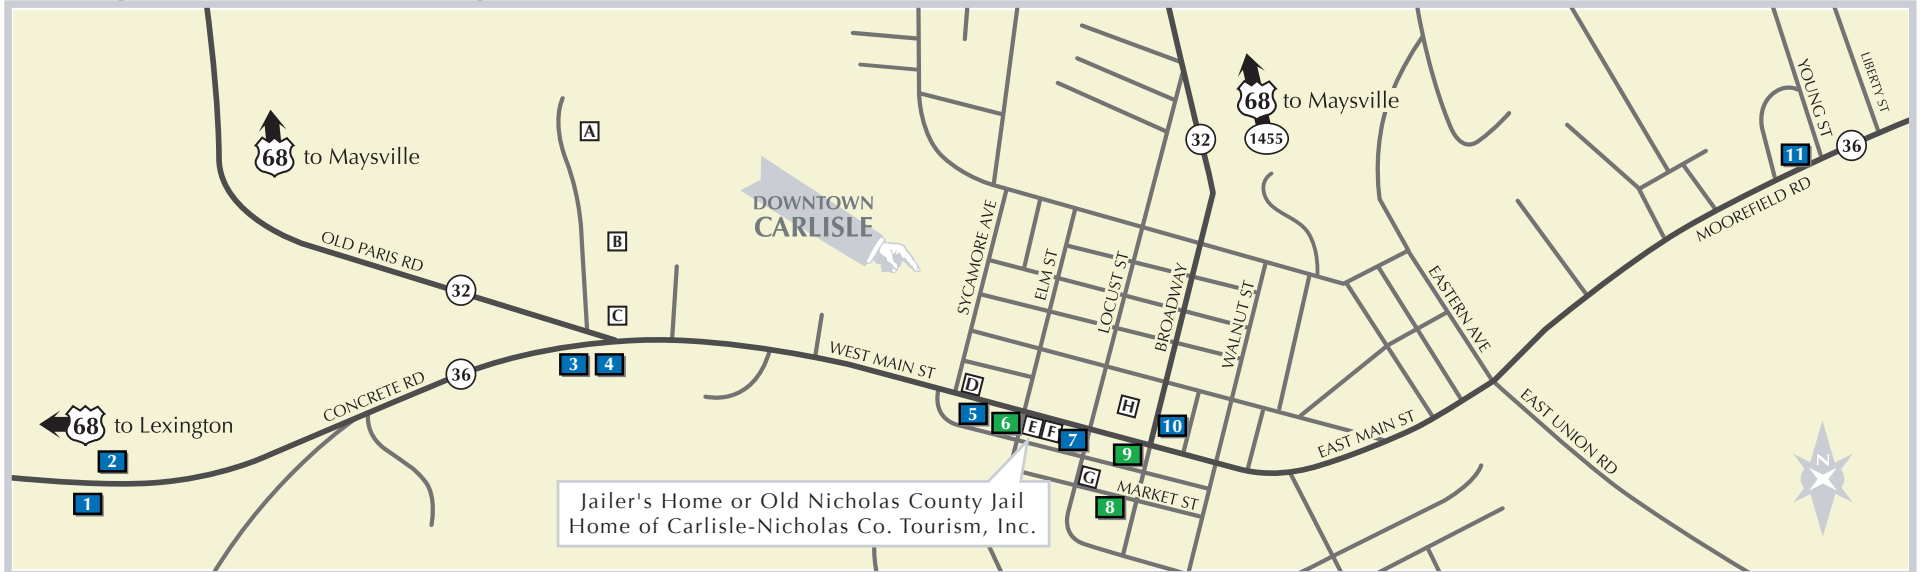 68 to Maysville
A
B
C
OLD PARIS RD
32
36
CONCRETE RD
68 to Lexington
2
1
3
4
DOWNTOWN
CARLISLE
WEST MAIN ST
SYCAMORE AVE
ELM ST
LOCUST ST
BROADWAY
WALNUT ST
32
68 to Maysville
1455
D
5
6
E
F
7
H
10
9
G
8
MARKET ST
Jailer's Home or Old Nicholas County Jail
Home of Carlisle-Nicholas Co. Tourism, Inc.
EAST MAIN ST
EASTERN AVE
EAST UNION RD
MOOREFIELD RD
11
36
YOUNG ST
LIBERTY ST
N